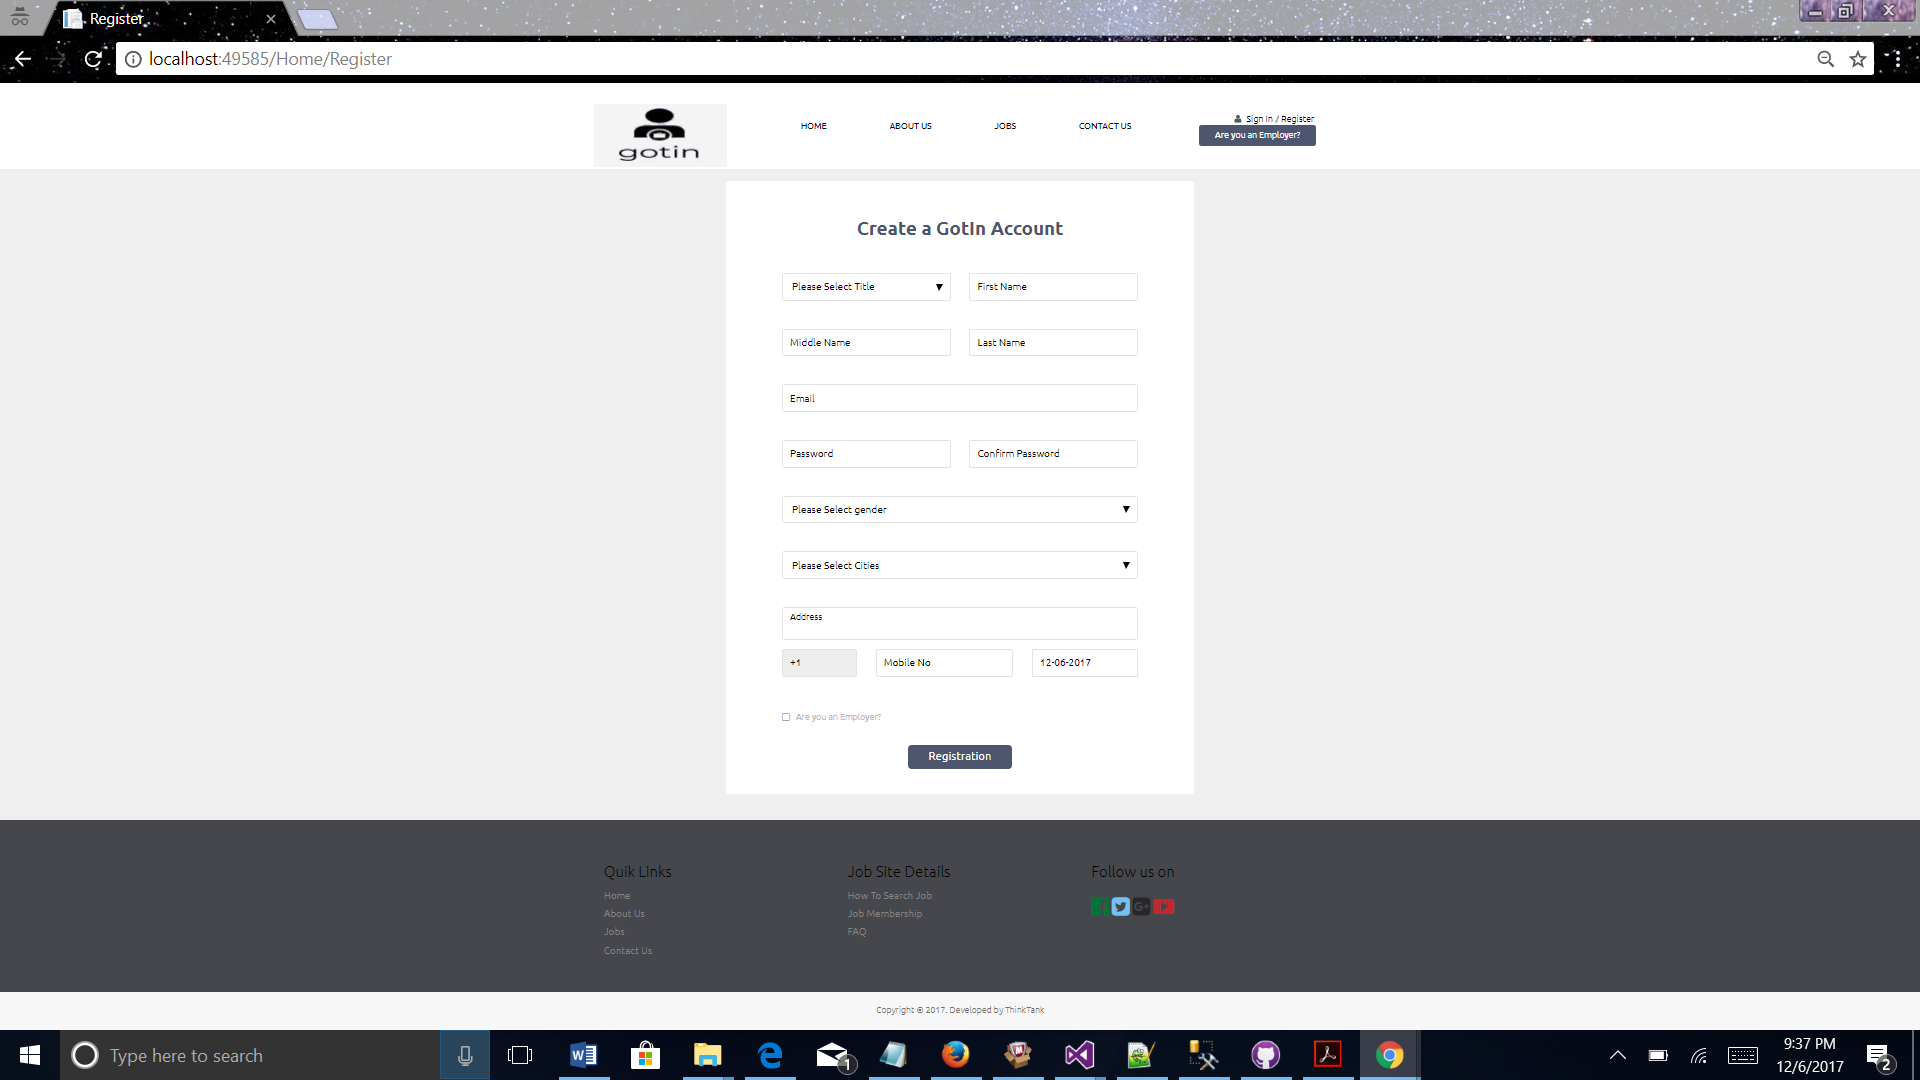 Register
localhost:49585/Home/Register
gotin
HOME
ABOUT US
JOBS
CONTACT US
Sign In / Register
Are you an Employer?
Create a GotIn Account
Please Select Title
First Name
Middle Name
Last Name
Email
Password
Confirm Password
Please Select gender
Please Select Cities
Address
+1
Mobile No
12-06-2017
Are you an Employer?
Registration
Quik Links
Home
About Us
Jobs
Contact Us
Job Site Details
How To Search Job
Job Membership
FAQ
Follow us on
Copyright © 2017. Developed by ThinkTank
Type here to search
1
9:37 PM
12/6/2017
2